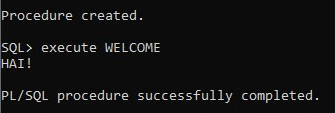 Procedure created.
SQL> execute WELCOME
HAI!
PL/SQL procedure successfully completed.